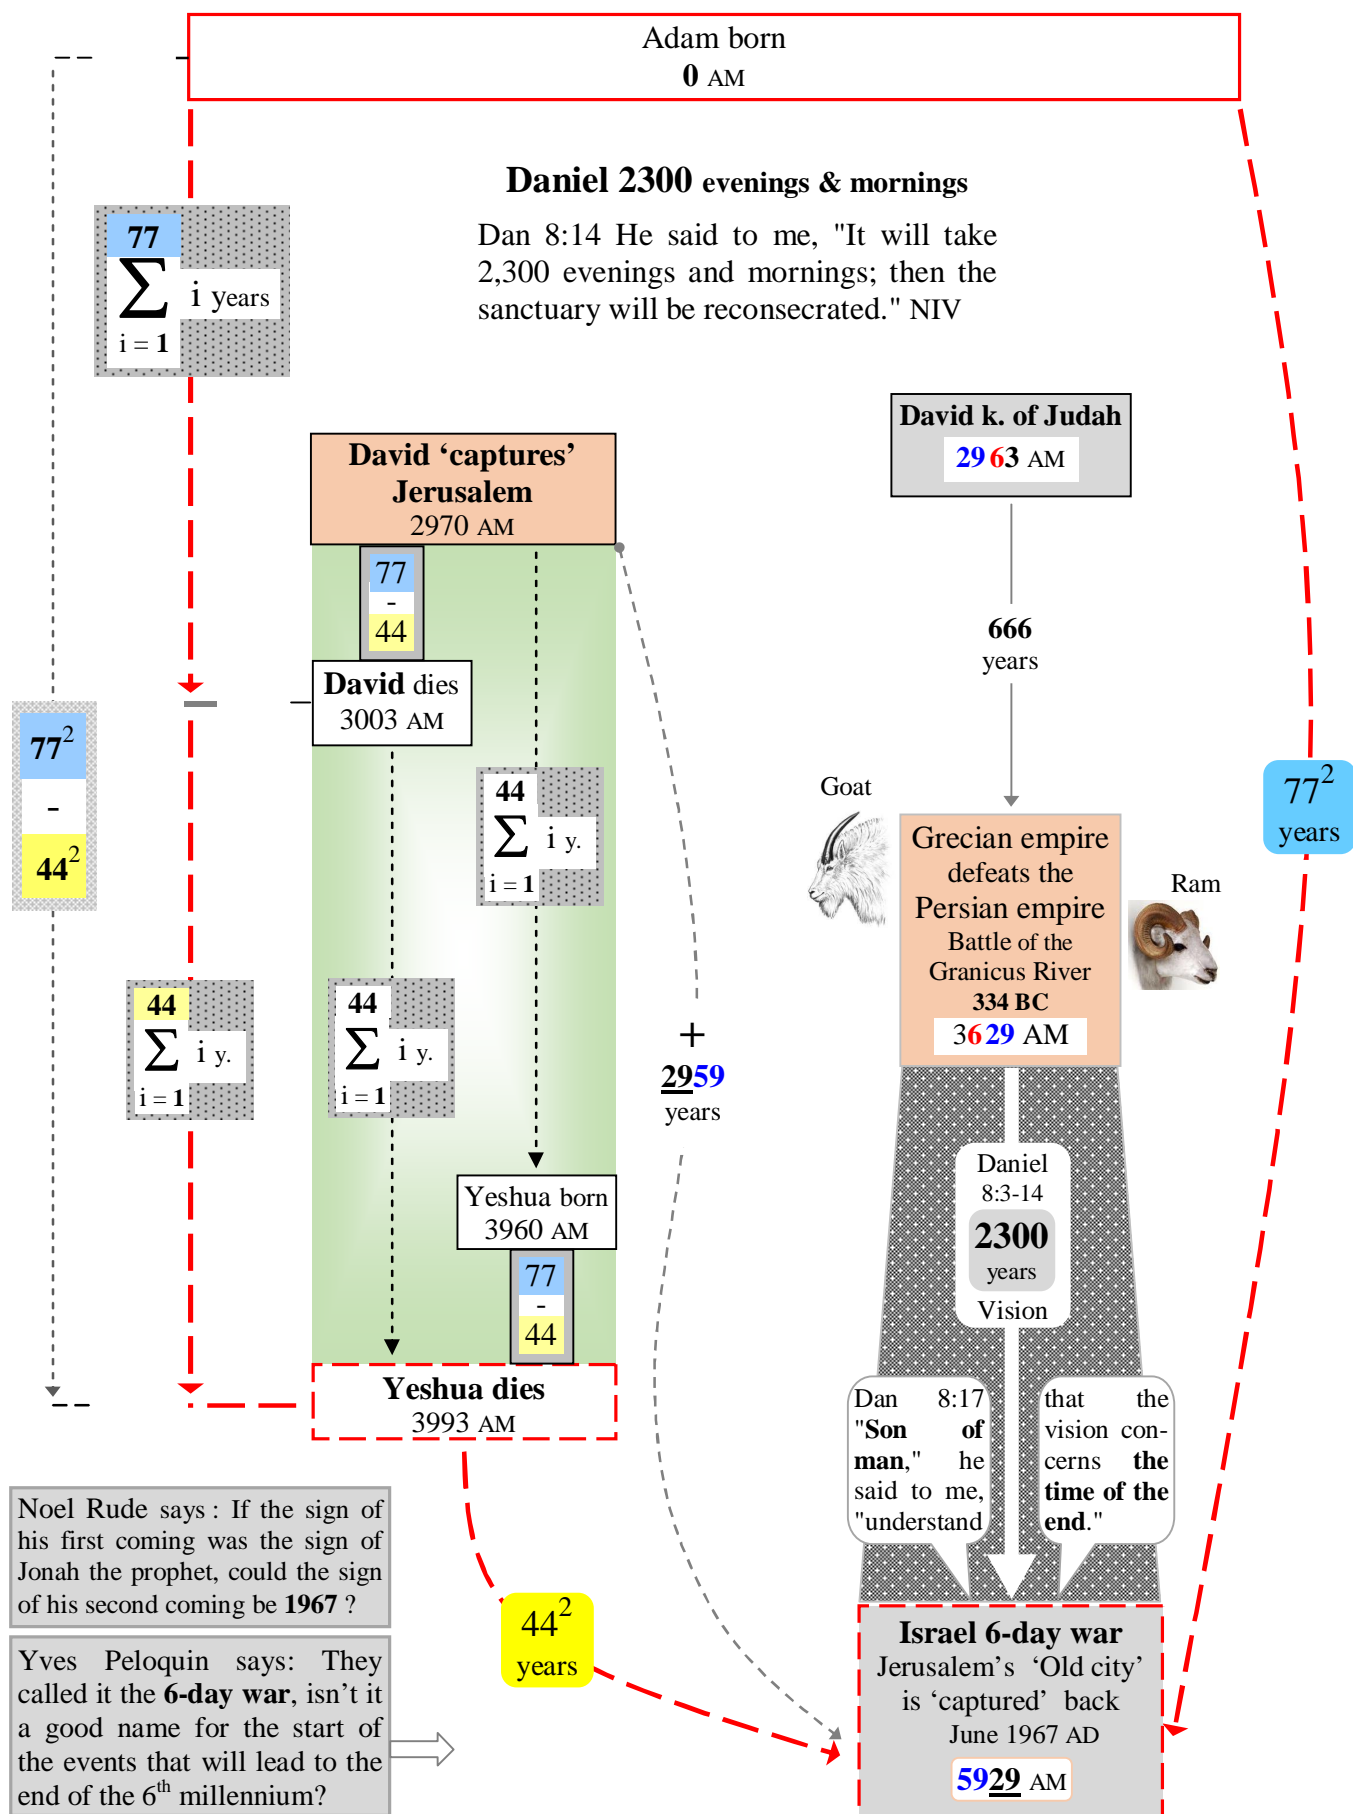 Adam born
0 AM
Daniel 2300 evenings & mornings
Dan 8:14 He said to me, "It will take
2,300 evenings and mornings; then the
sanctuary will be reconsecrated." NIV
77
∑ i years
i = 1
David k. of Judah
2963 AM
David ‘captures’
Jerusalem
2970 AM
77
-
44
666
years
David dies
3003 AM
77²
-
44²
44
∑ i y.
i = 1
77²
years
Goat
Grecian empire
defeats the
Persian empire
Battle of the
Granicus River
334 BC
3629 AM
Ram
44
∑ i y.
i = 1
44
∑ i y.
i = 1
+
2959
years
Daniel
8:3-14
2300
years
Vision
Yeshua born
3960 AM
77
-
44
Yeshua dies
3993 AM
Dan 8:17
"Son of
man," he
said to me,
"understand
that the
vision con-
cerns the
time of the
end."
Noel Rude says : If the sign of
his first coming was the sign of
Jonah the prophet, could the sign
of his second coming be 1967 ?
44²
years
Yves Peloquin says: They
called it the 6-day war, isn’t it
a good name for the start of
the events that will lead to the
end of the 6th millennium?
Israel 6-day war
Jerusalem’s ‘Old city’
is ‘captured’ back
June 1967 AD
5929 AM